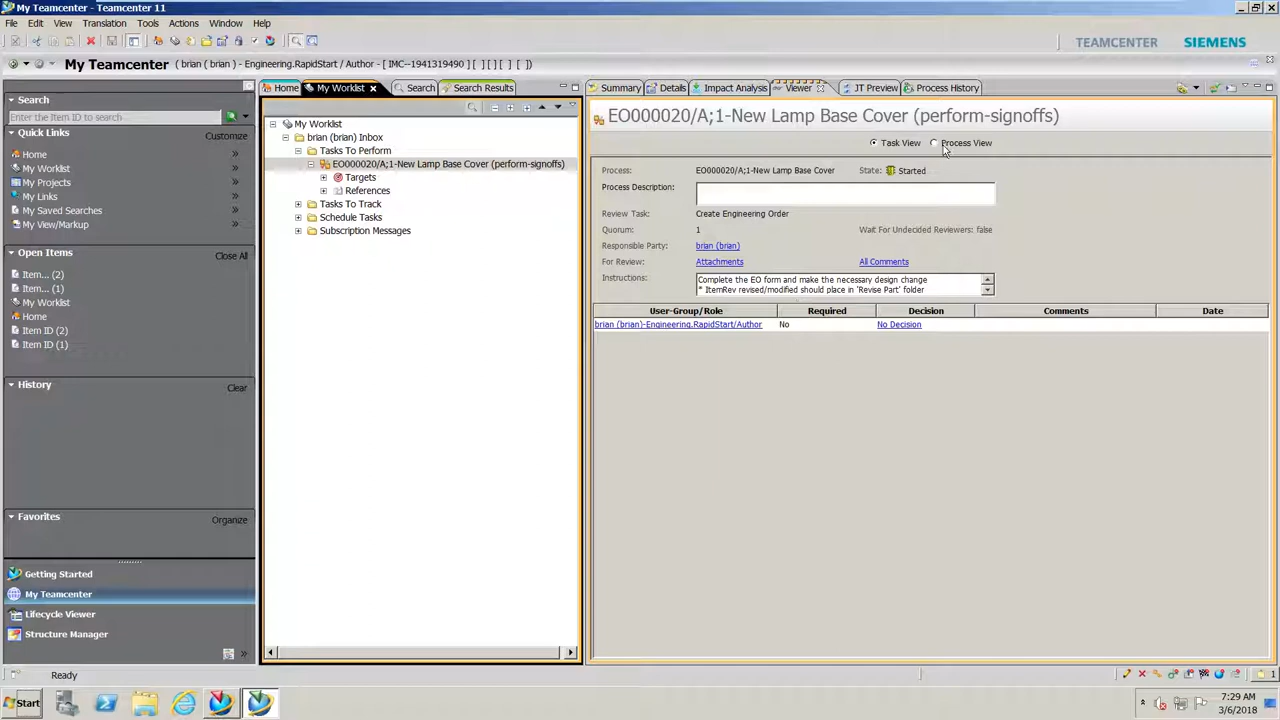 My Teamcenter - Teamcenter 11
File Edit View Translation Tools Actions Window Help
TEAMCENTER SIEMENS
My Teamcenter ( brian ( brian ) - Engineering.RapidStart / Author - [ IMC--1941319490 ] [ ] [ ] [ ] [ ] )
Search
Enter the Item ID to search
Quick Links Customize
Home
My Worklist
My Projects
My Links
My Saved Searches
My View/Markup
Open Items Close All
Item... (2)
Item... (1)
My Worklist
Home
Item ID (2)
Item ID (1)
History Clear
Favorites Organize
Getting Started
My Teamcenter
Lifecycle Viewer
Structure Manager
Home My Worklist Search Search Results
My Worklist
brian (brian) Inbox
Tasks To Perform
EO000020/A;1-New Lamp Base Cover (perform-signoffs)
Targets
References
Tasks To Track
Schedule Tasks
Subscription Messages
Summary Details Impact Analysis Viewer JT Preview Process History
EO000020/A;1-New Lamp Base Cover (perform-signoffs)
Task View Process View
Process: EO000020/A;1-New Lamp Base Cover State: Started
Process Description:
Review Task: Create Engineering Order
Quorum: 1 Wait For Undecided Reviewers: false
Responsible Party: brian (brian)
For Review: Attachments All Comments
Instructions: Complete the EO form and make the necessary design change
* ItemRev revised/modified should place in 'Revise Part' folder
User-Group/Role Required Decision Comments Date
brian (brian)-Engineering.RapidStart/Author No No Decision
Ready
1
Start
7:29 AM
3/6/2018